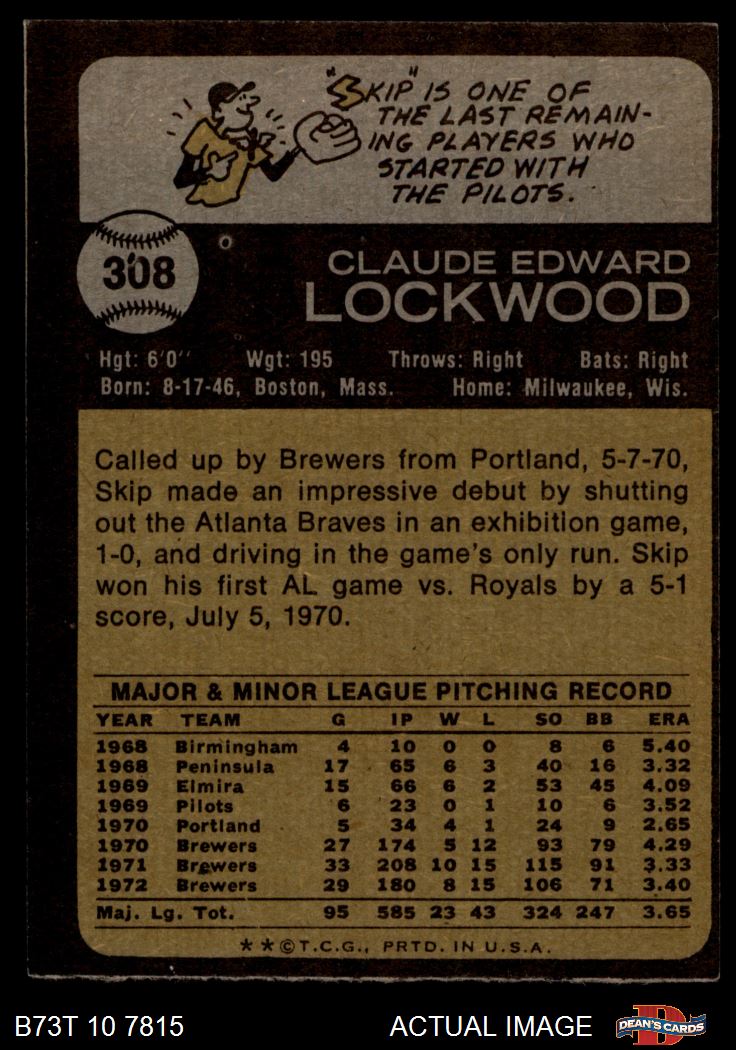 "SKIP" IS ONE OF
THE LAST REMAIN-
ING PLAYERS WHO
STARTED WITH
THE PILOTS.
308
CLAUDE EDWARD
LOCKWOOD
Hgt: 6'0" Wgt: 195 Throws: Right Bats: Right
Born: 8-17-46, Boston, Mass. Home: Milwaukee, Wis.
Called up by Brewers from Portland, 5-7-70,
Skip made an impressive debut by shutting
out the Atlanta Braves in an exhibition game,
1-0, and driving in the game's only run. Skip
won his first AL game vs. Royals by a 5-1
score, July 5, 1970.
MAJOR & MINOR LEAGUE PITCHING RECORD
YEAR TEAM G IP W L SO BB ERA
1968 Birmingham 4 10 0 0 8 6 5.40
1968 Peninsula 17 65 6 3 40 16 3.32
1969 Elmira 15 66 6 2 53 45 4.09
1969 Pilots 6 23 0 1 10 6 3.52
1970 Portland 5 34 4 1 24 9 2.65
1970 Brewers 27 174 5 12 93 79 4.29
1971 Brewers 33 208 10 15 115 91 3.33
1972 Brewers 29 180 8 15 106 71 3.40
Maj. Lg. Tot. 95 585 23 43 324 247 3.65
**©T.C.G., PRTD. IN U.S.A.
B73T 10 7815 ACTUAL IMAGE D DEAN'S CARDS